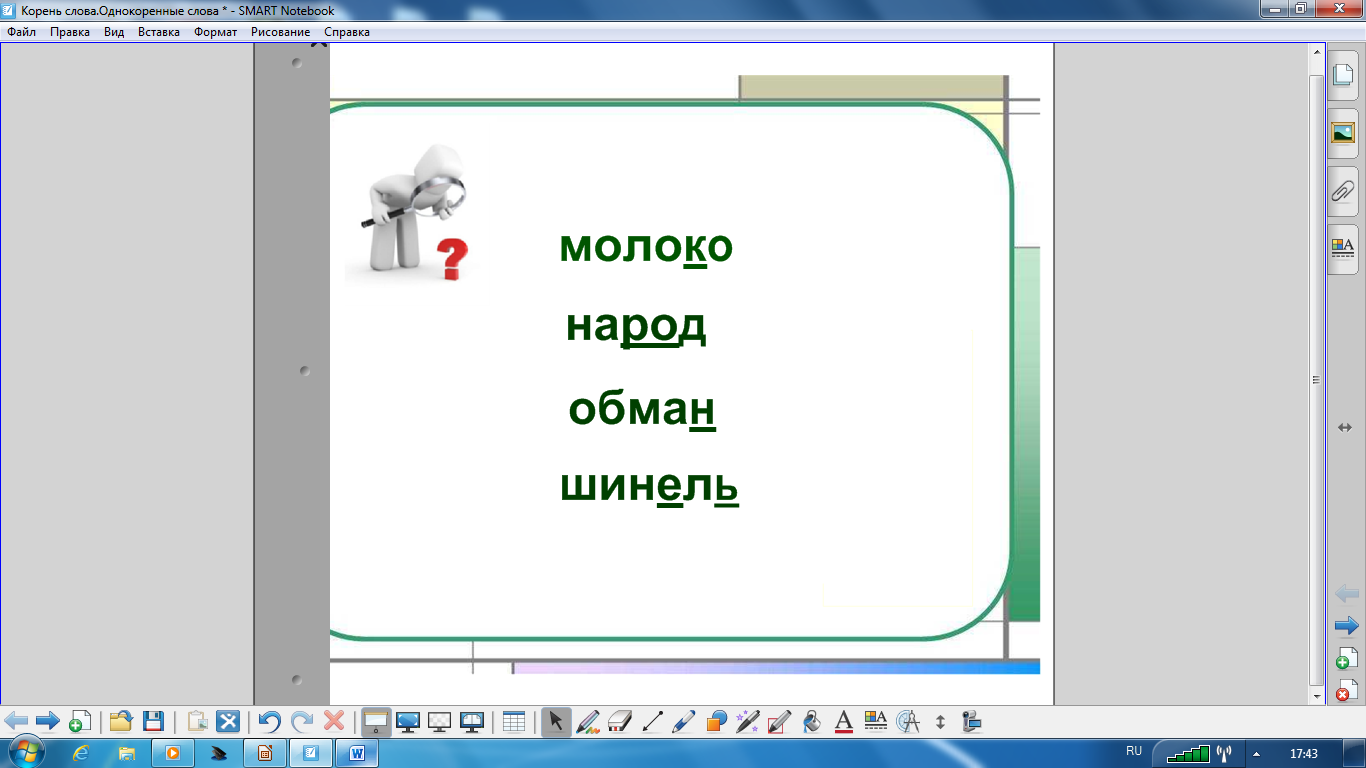 Корень слова.Однокоренные слова * - SMART Notebook
Файл Правка Вид Вставка Формат Рисование Справка
?
молоко
народ
обман
шинель
RU 17:43